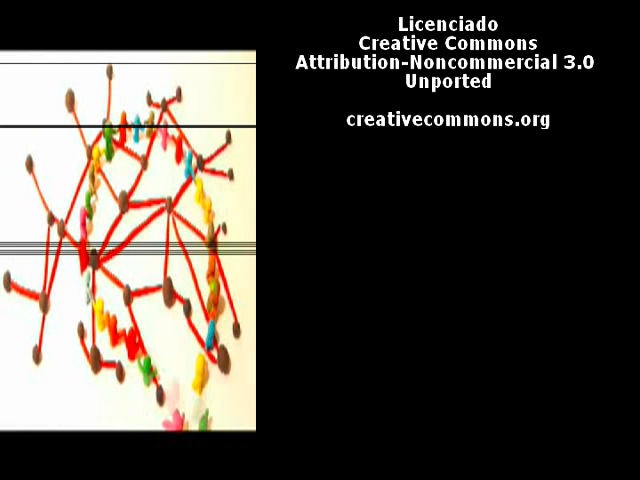 Licenciado
Creative Commons
Attribution-Noncommercial 3.0
Unported
creativecommons.org